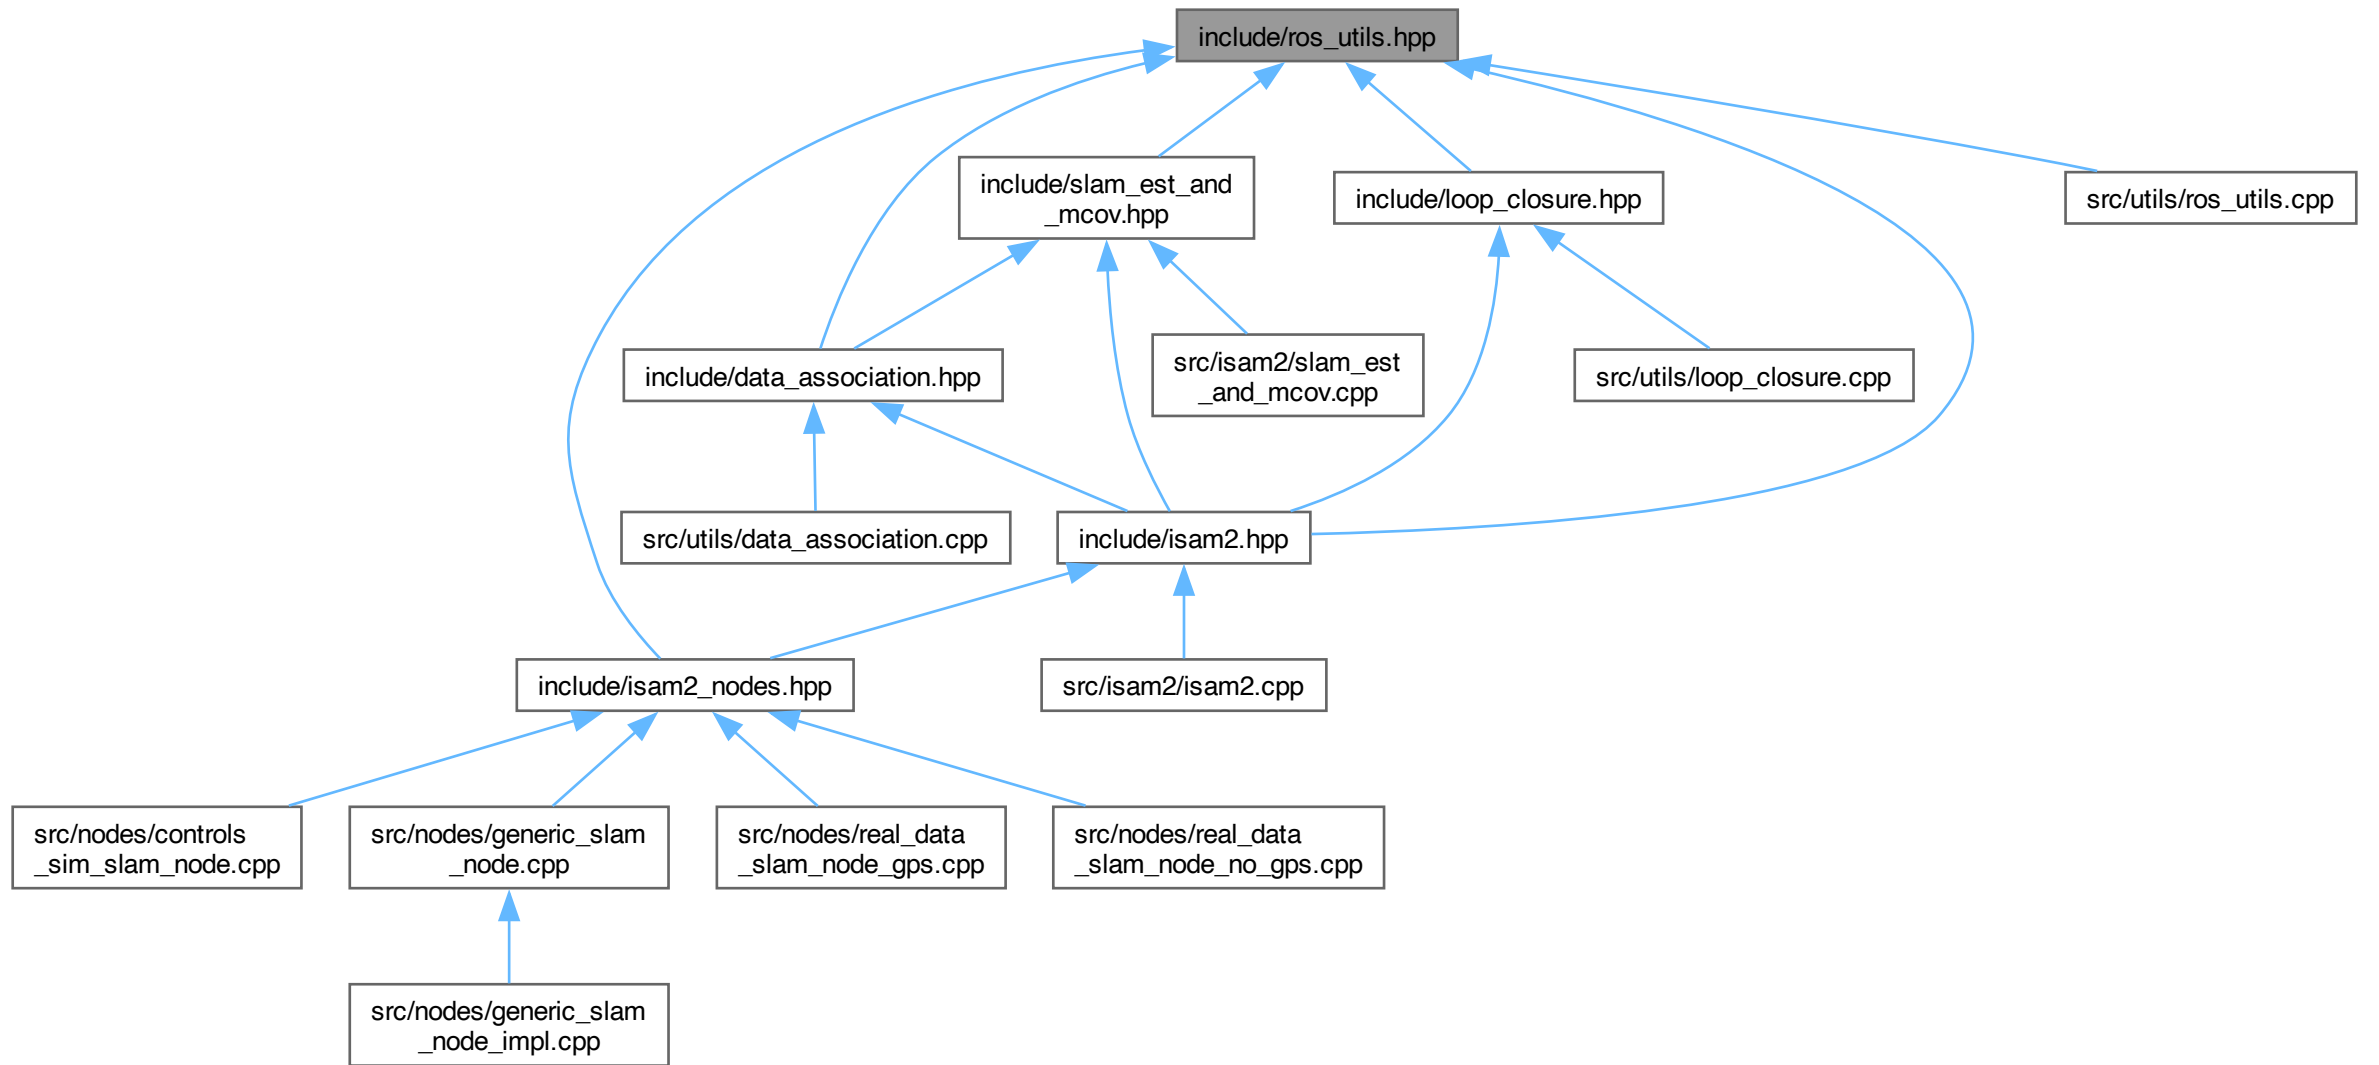 include/ros_utils.hpp
include/slam_est_and
_mcov.hpp
include/loop_closure.hpp
src/utils/ros_utils.cpp
include/data_association.hpp
src/isam2/slam_est
_and_mcov.cpp
src/utils/loop_closure.cpp
src/utils/data_association.cpp
include/isam2.hpp
include/isam2_nodes.hpp
src/isam2/isam2.cpp
src/nodes/controls
_sim_slam_node.cpp
src/nodes/generic_slam
_node.cpp
src/nodes/real_data
_slam_node_gps.cpp
src/nodes/real_data
_slam_node_no_gps.cpp
src/nodes/generic_slam
_node_impl.cpp